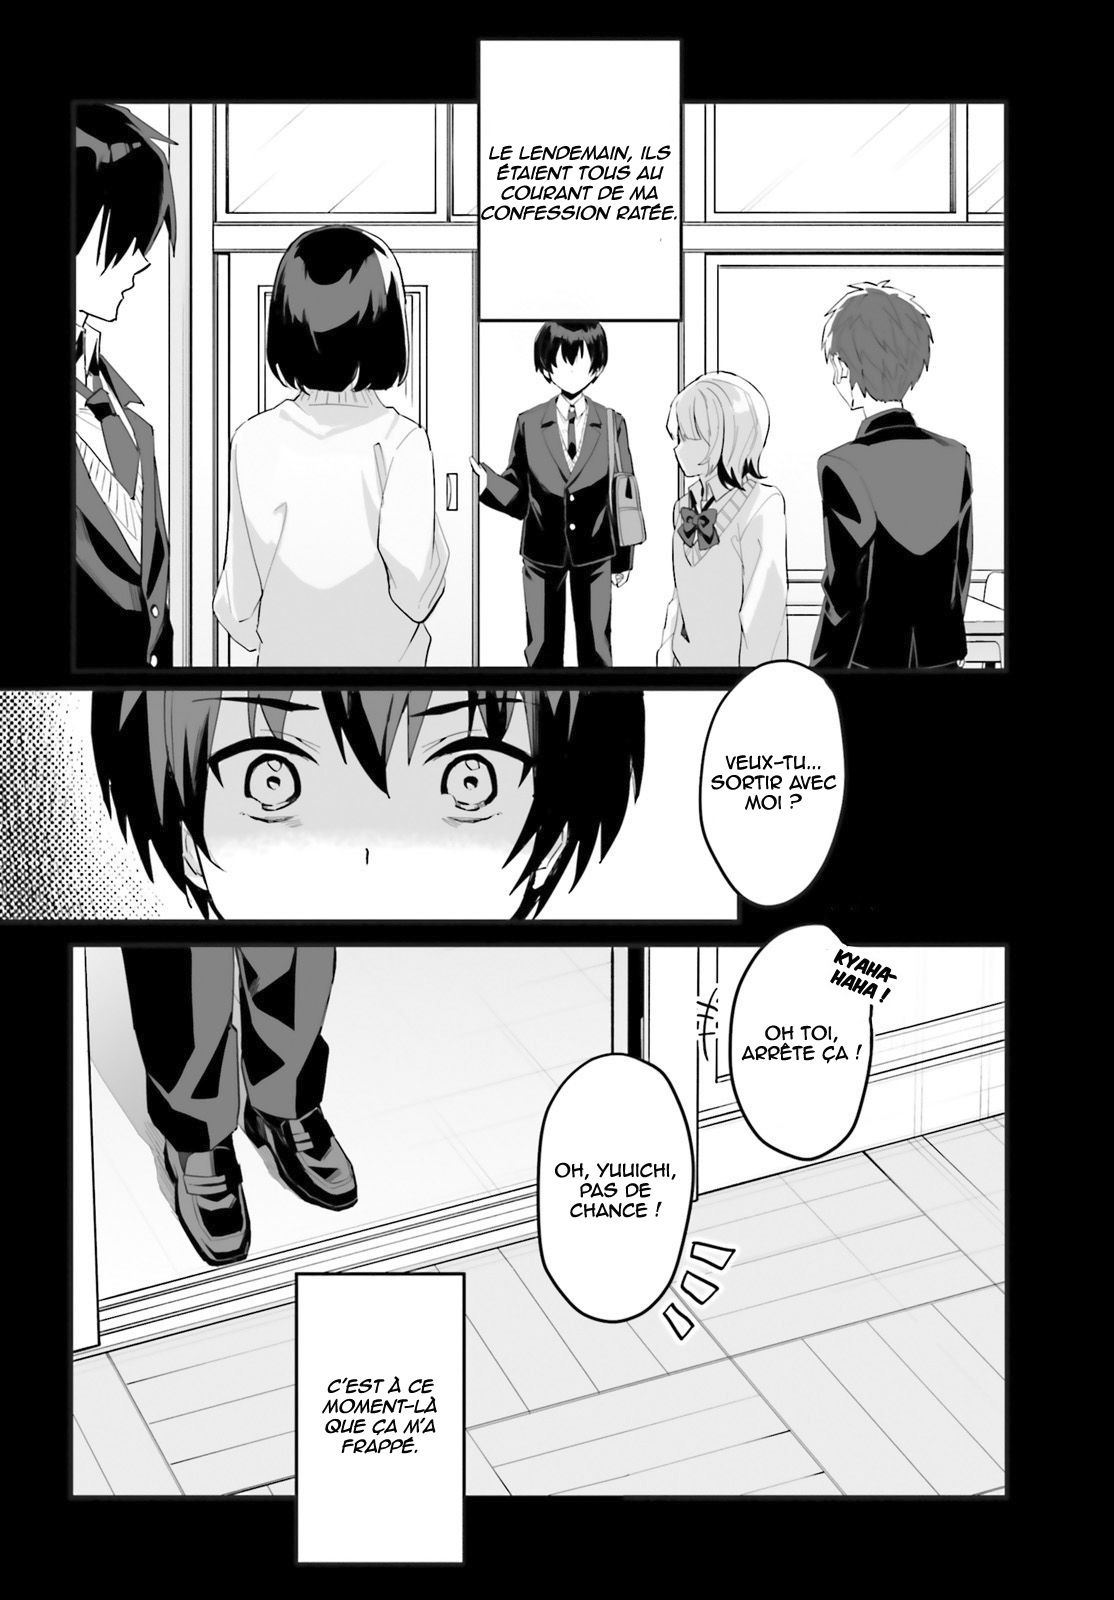 LE LENDEMAIN, ILS
ÉTAIENT TOUS AU
COURANT DE MA
CONFESSION RATÉE.
VEUX-TU...
SORTIR AVEC
MOI ?
KYAHA-
HAHA !
OH TOI,
ARRÊTE ÇA !
OH, YUUICHI,
PAS DE
CHANCE !
C'EST À CE
MOMENT-LÀ
QUE ÇA M'A
FRAPPÉ.